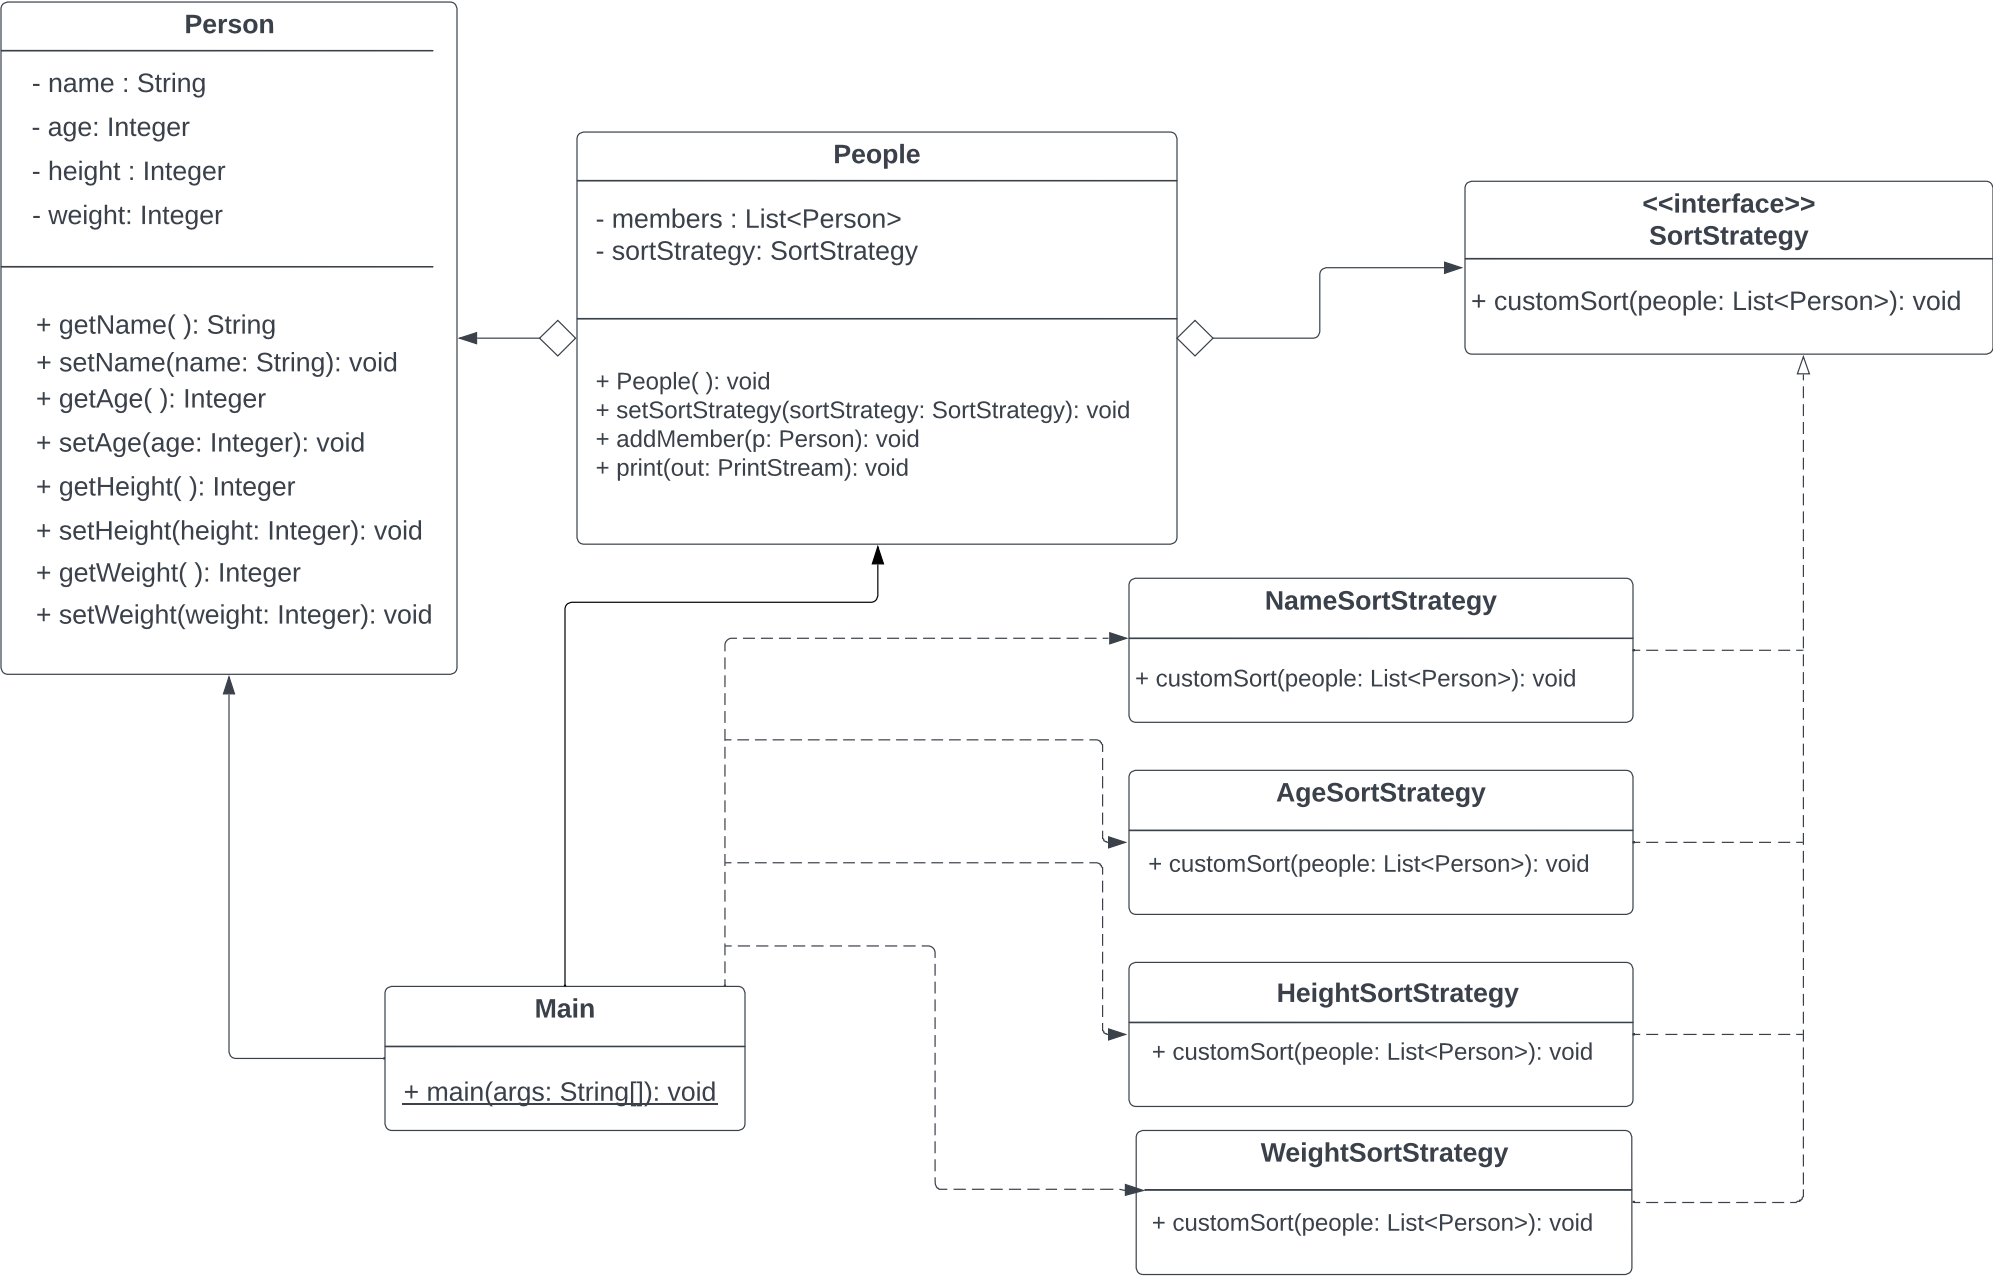 Person
- name : String
- age: Integer
- height : Integer
- weight: Integer
+ getName( ): String
+ setName(name: String): void
+ getAge( ): Integer
+ setAge(age: Integer): void
+ getHeight( ): Integer
+ setHeight(height: Integer): void
+ getWeight( ): Integer
+ setWeight(weight: Integer): void
People
- members : List<Person>
- sortStrategy: SortStrategy
+ People( ): void
+ setSortStrategy(sortStrategy: SortStrategy): void
+ addMember(p: Person): void
+ print(out: PrintStream): void
<<interface>>
SortStrategy
+ customSort(people: List<Person>): void
NameSortStrategy
+ customSort(people: List<Person>): void
AgeSortStrategy
+ customSort(people: List<Person>): void
HeightSortStrategy
+ customSort(people: List<Person>): void
WeightSortStrategy
+ customSort(people: List<Person>): void
Main
+ main(args: String[]): void